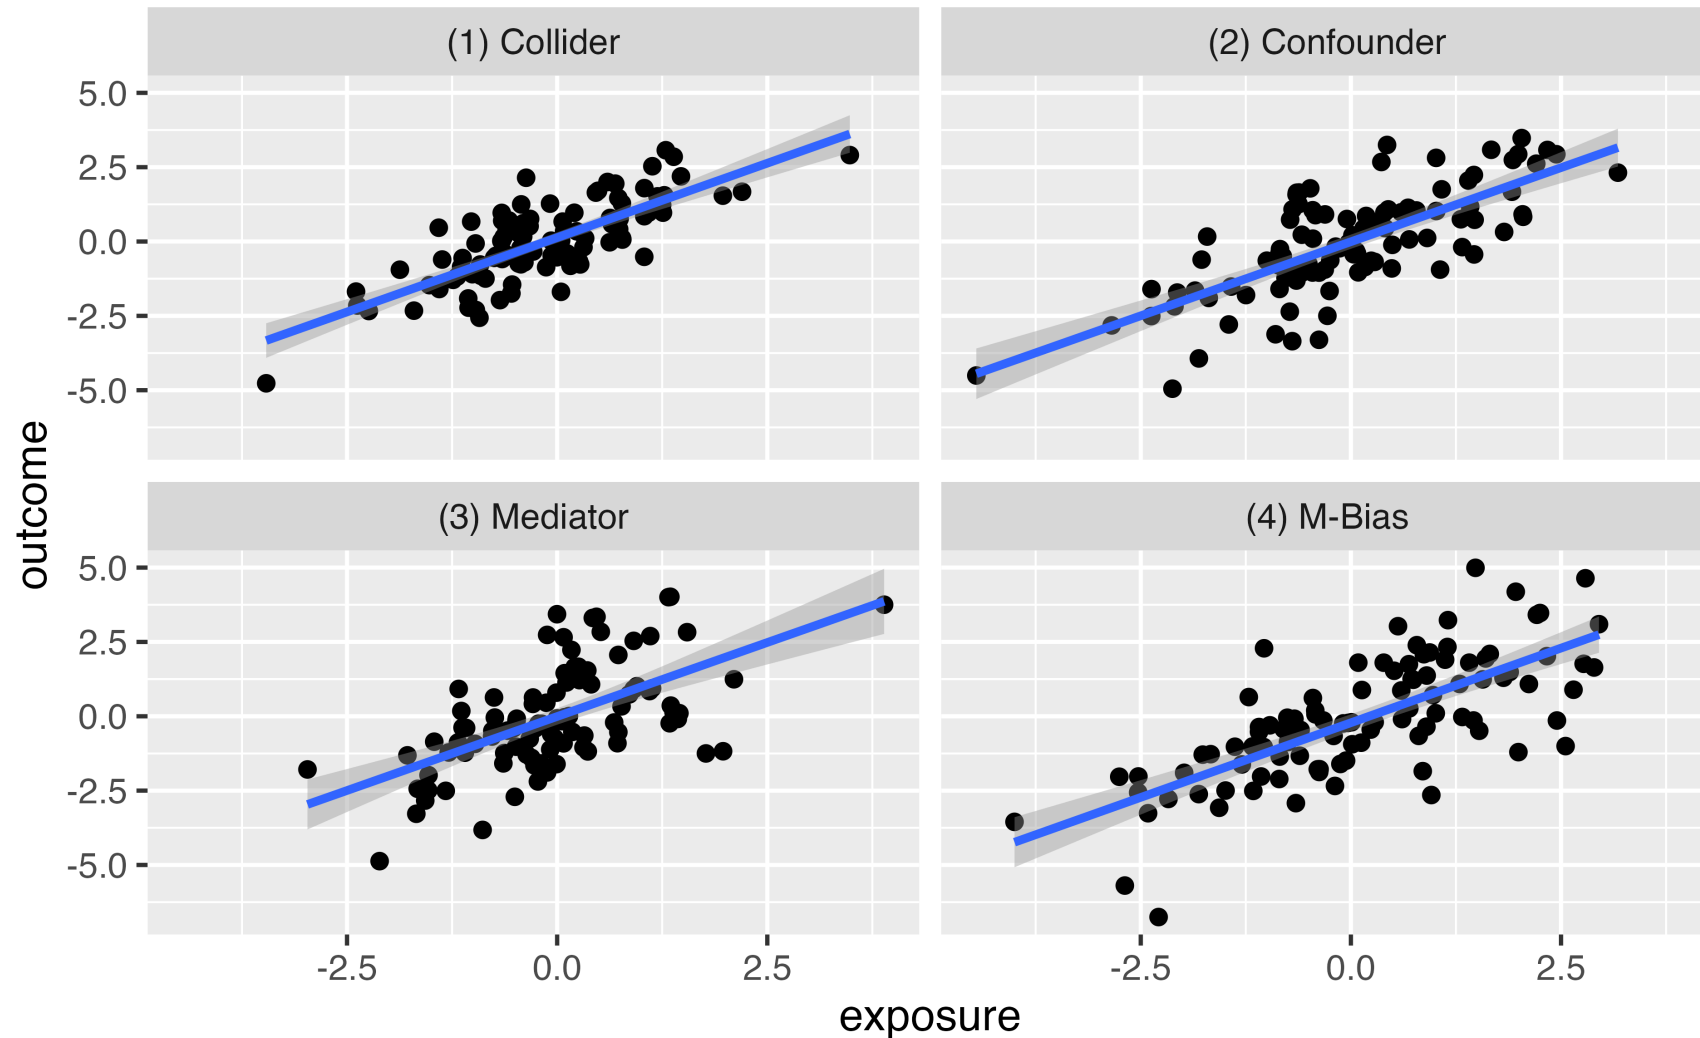 (1) Collider
(2) Confounder
5.0
2.5
0.0
-2.5
-5.0
outcome
(3) Mediator
(4) M-Bias
5.0
2.5
0.0
-2.5
-5.0
-2.5 0.0 2.5
-2.5 0.0 2.5
exposure